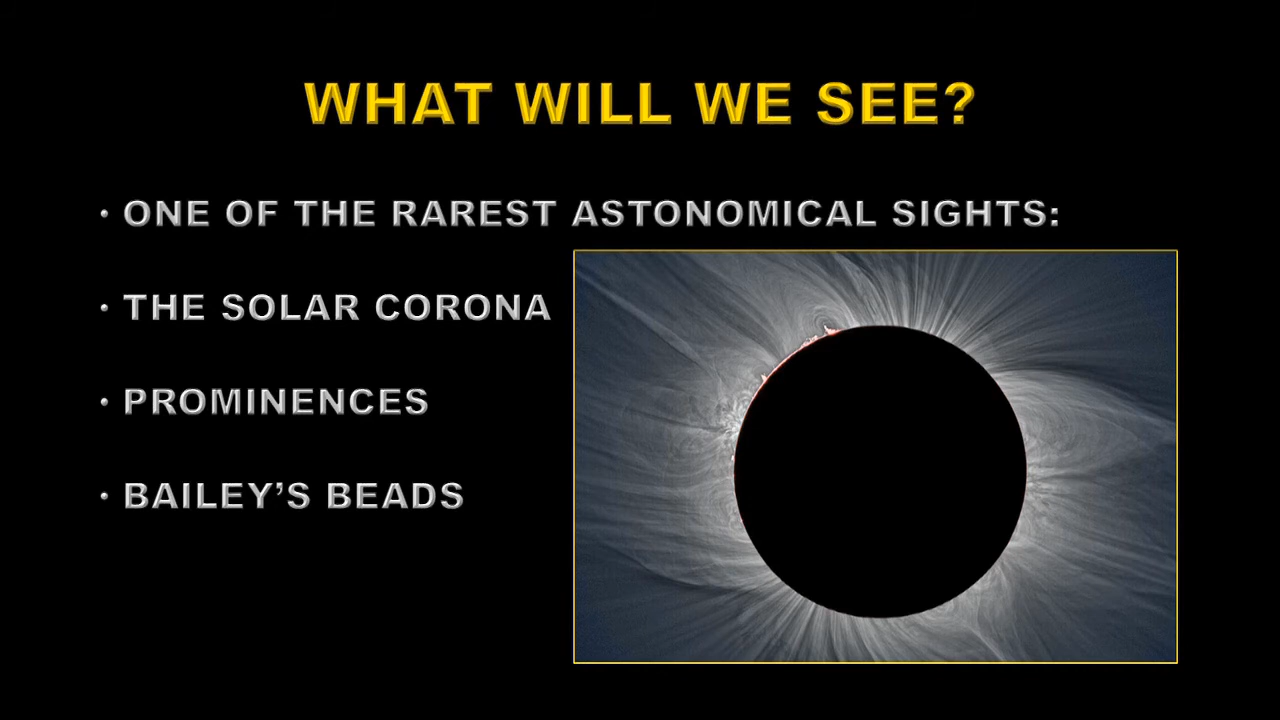 WHAT WILL WE SEE?
• ONE OF THE RAREST ASTONOMICAL SIGHTS:
• THE SOLAR CORONA
• PROMINENCES
• BAILEY’S BEADS